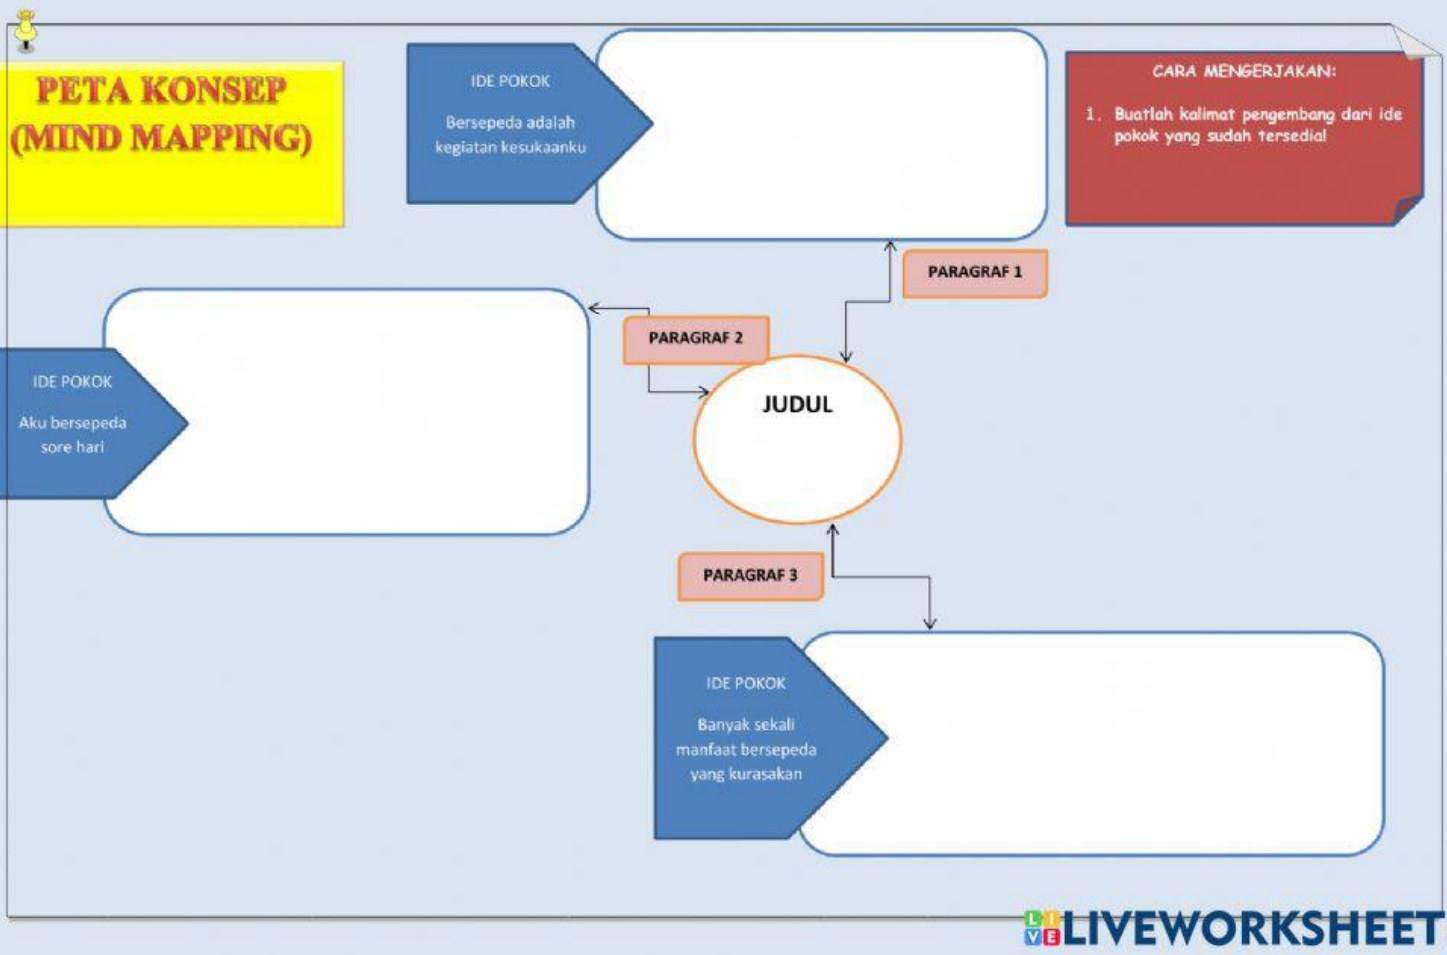 PETA KONSEP
(MIND MAPPING)
IDE POKOK
Bersepeda adalah
kegiatan kesukaanku
CARA MENGERJAKAN:
1. Buatlah kalimat pengembang dari ide
pokok yang sudah tersedia!
PARAGRAF 1
PARAGRAF 2
IDE POKOK
Aku bersepeda
sore hari
JUDUL
PARAGRAF 3
IDE POKOK
Banyak sekali
manfaat bersepeda
yang kurasakan
LIVE LIVEWORKSHEET